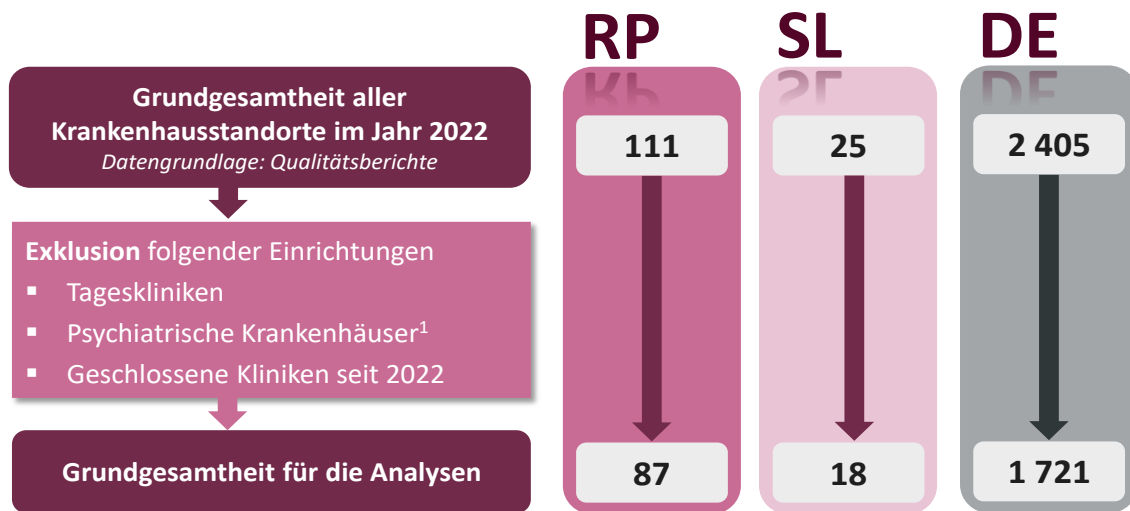 RP SL DE
Grundgesamtheit aller
Krankenhausstandorte im Jahr 2022
Datengrundlage: Qualitätsberichte
111 25 2 405
Exklusion folgender Einrichtungen
▪ Tageskliniken
▪ Psychiatrische Krankenhäuser¹
▪ Geschlossene Kliniken seit 2022
Grundgesamtheit für die Analysen
87 18 1 721